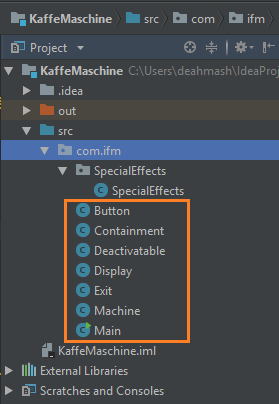 KaffeMaschine src com ifm
Project
KaffeMaschine C:\Users\deahmash\IdeaProj
.idea
out
src
com.ifm
SpecialEffects
SpecialEffects
Button
Containment
Deactivatable
Display
Exit
Machine
Main
KaffeMaschine.iml
External Libraries
Scratches and Consoles